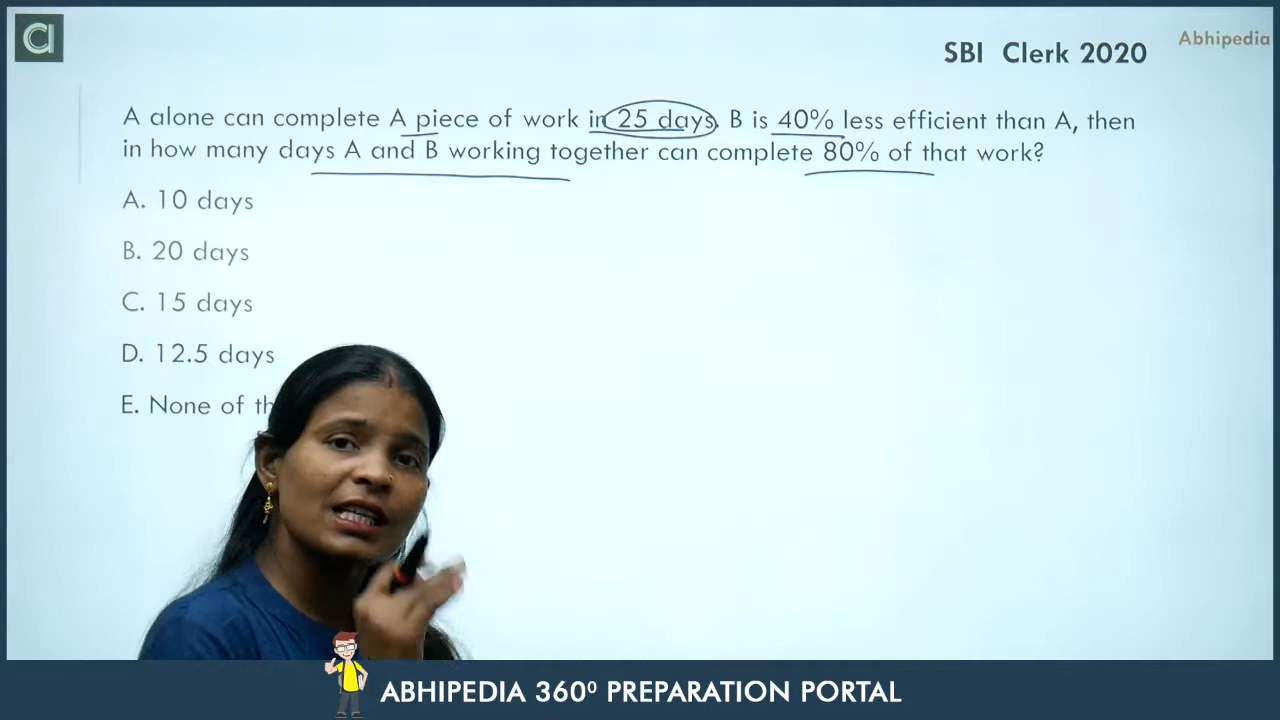 Abhipedia
SBI Clerk 2020
A alone can complete A piece of work in 25 days. B is 40% less efficient than A, then
in how many days A and B working together can complete 80% of that work?
A. 10 days
B. 20 days
C. 15 days
D. 12.5 days
E. None of
ABHIPEDIA 360⁰ PREPARATION PORTAL